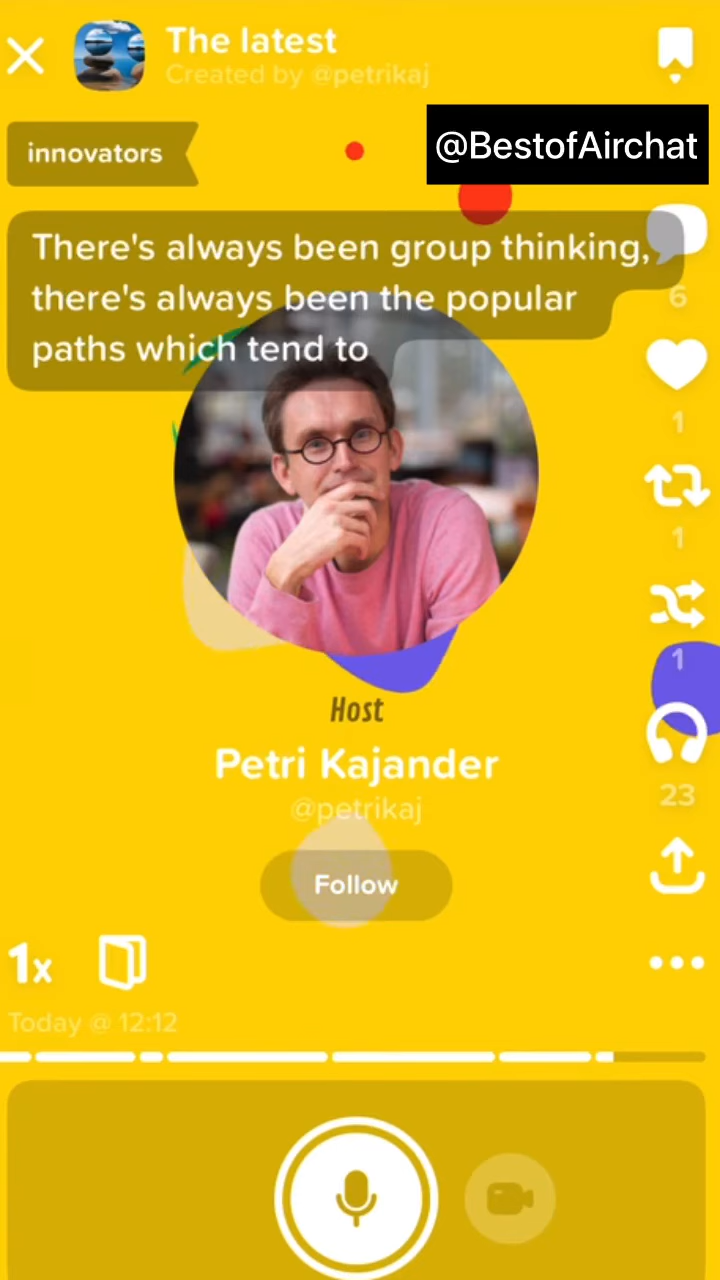 The latest
Created by @petrikaj
@BestofAirchat
innovators
There's always been group thinking,
there's always been the popular
paths which tend to
6
1
1
1
23
Host
Petri Kajander
@petrikaj
Follow
1x
Today @ 12:12